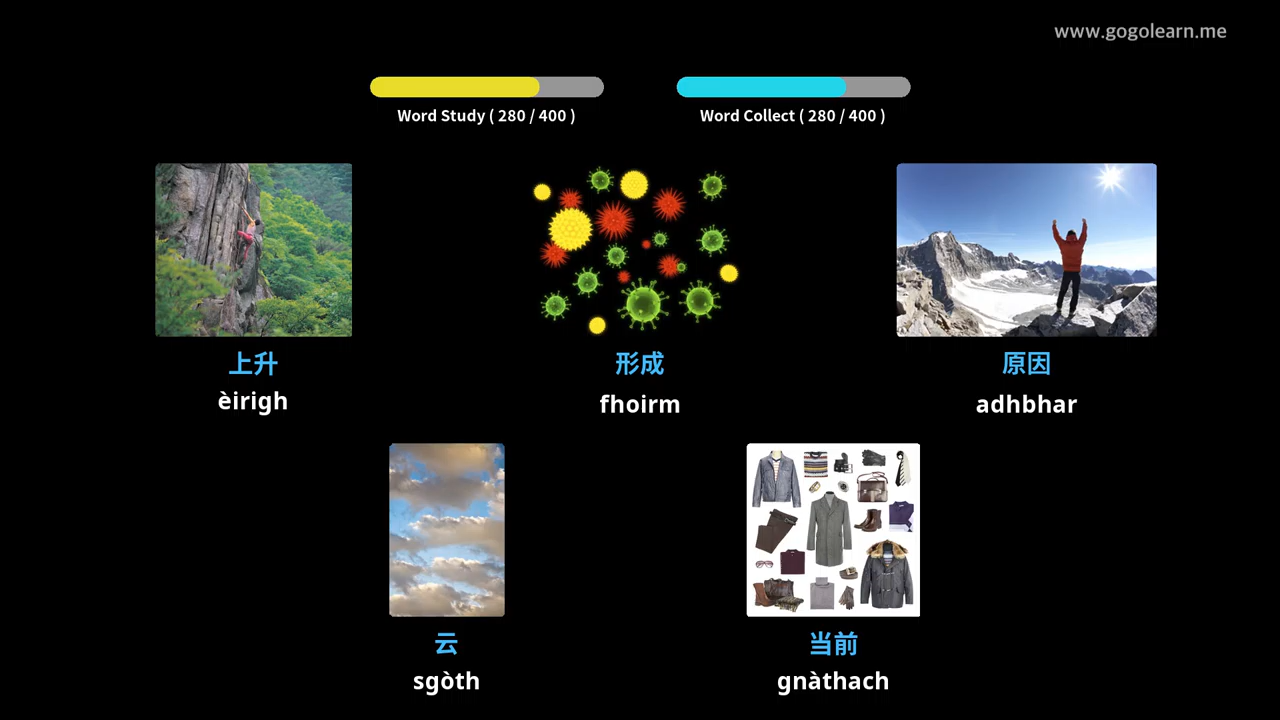 www.gogolearn.me
Word Study ( 280 / 400 )
Word Collect ( 280 / 400 )
上升
èirigh
形成
fhoirm
原因
adhbhar
云
sgòth
当前
gnàthach